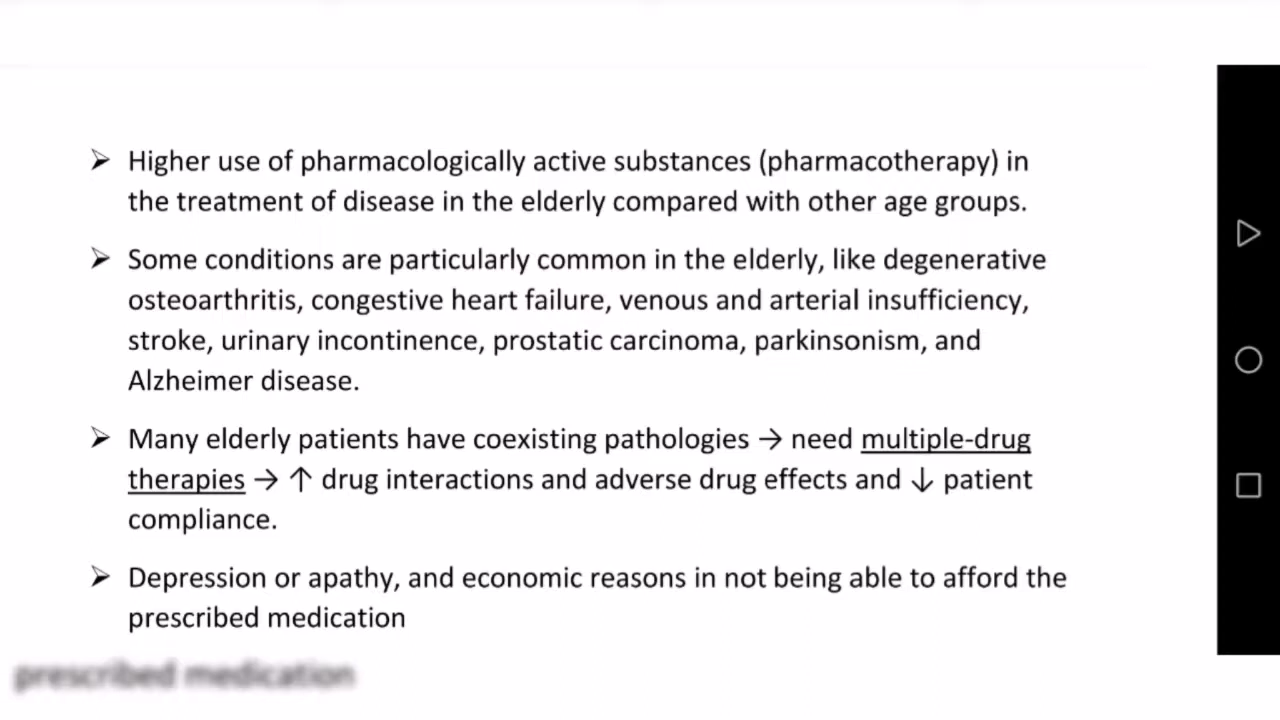 ➢ Higher use of pharmacologically active substances (pharmacotherapy) in
the treatment of disease in the elderly compared with other age groups.
➢ Some conditions are particularly common in the elderly, like degenerative
osteoarthritis, congestive heart failure, venous and arterial insufficiency,
stroke, urinary incontinence, prostatic carcinoma, parkinsonism, and
Alzheimer disease.
➢ Many elderly patients have coexisting pathologies → need multiple-drug
therapies → ↑ drug interactions and adverse drug effects and ↓ patient
compliance.
➢ Depression or apathy, and economic reasons in not being able to afford the
prescribed medication
prescribed medication